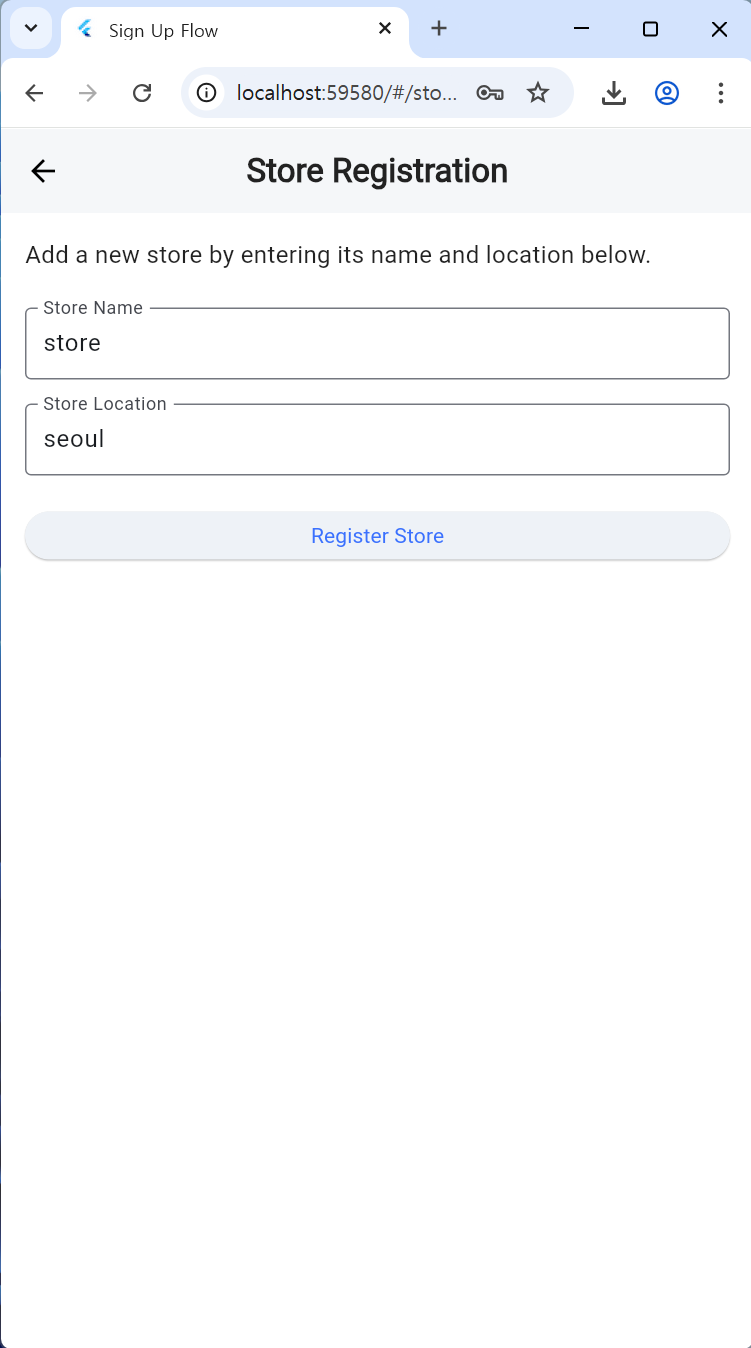 Sign Up Flow
localhost:59580/#/sto...
Store Registration
Add a new store by entering its name and location below.
Store Name
store
Store Location
seoul
Register Store